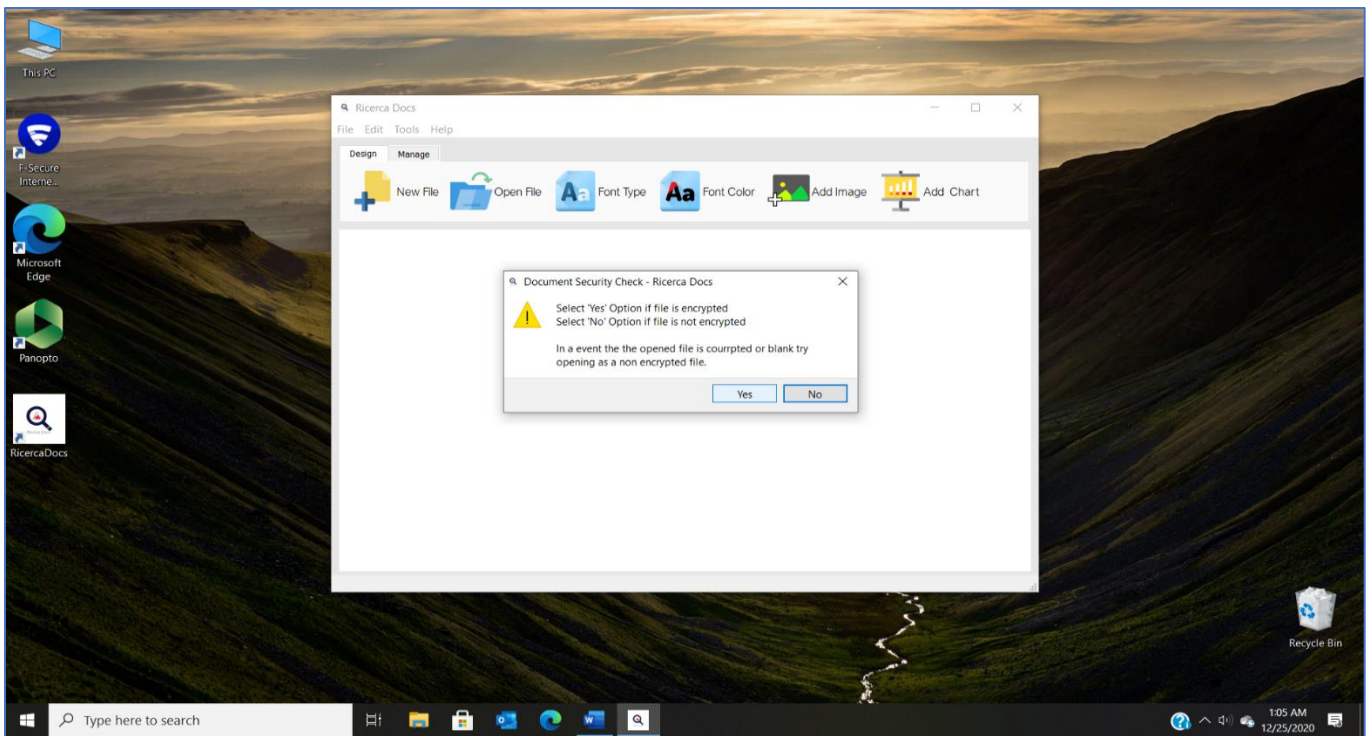 This PC
F-Secure
Interne...
Microsoft
Edge
Panopto
RicercaDocs
Ricerca Docs
File Edit Tools Help
Design Manage
New File Open File Aa Font Type Aa Font Color Add Image Add Chart
Document Security Check - Ricerca Docs
Select 'Yes' Option if file is encrypted
Select 'No' Option if file is not encrypted
In a event the the opened file is courrpted or blank try
opening as a non encrypted file.
Yes No
Recycle Bin
Type here to search
1:05 AM
12/25/2020